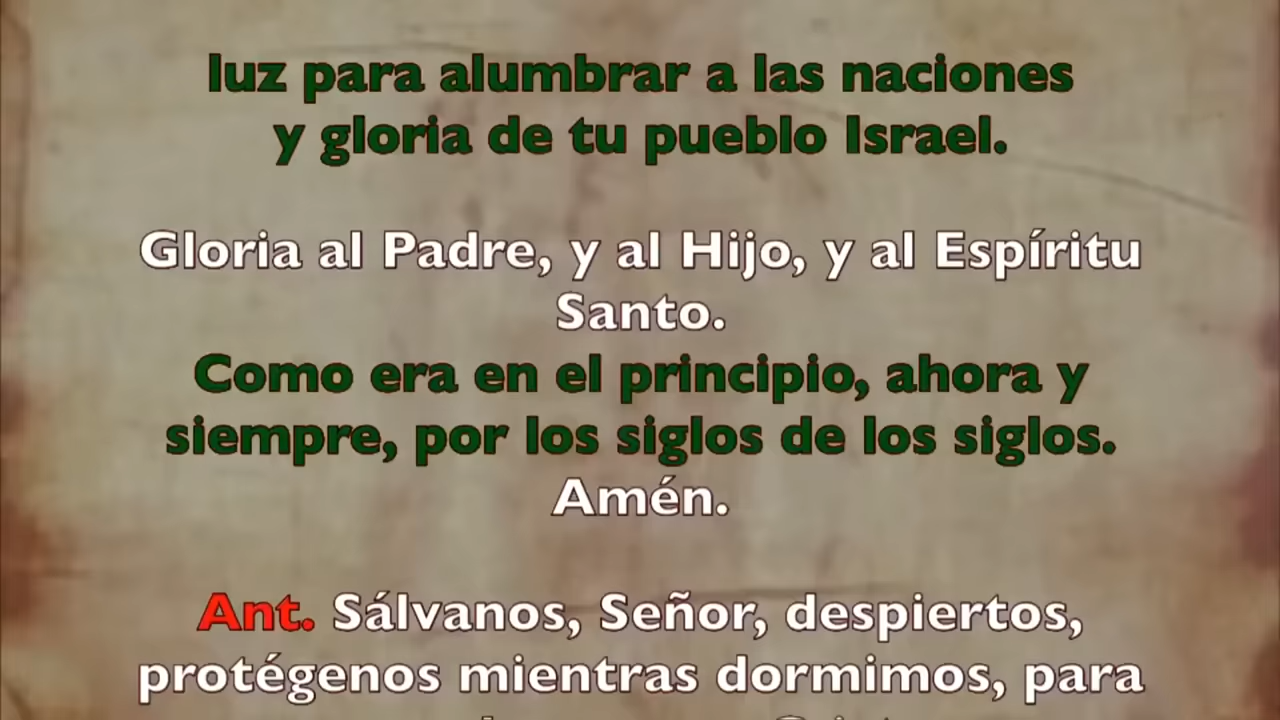 luz para alumbrar a las naciones
y gloria de tu pueblo Israel.
Gloria al Padre, y al Hijo, y al Espíritu
Santo.
Como era en el principio, ahora y
siempre, por los siglos de los siglos.
Amén.
Ant. Sálvanos, Señor, despiertos,
protégenos mientras dormimos, para